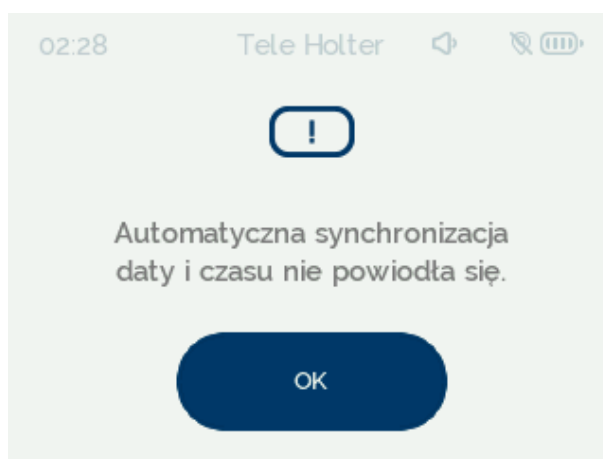 02:28 Tele Holter
!
Automatyczna synchronizacja
daty i czasu nie powiodła się.
OK